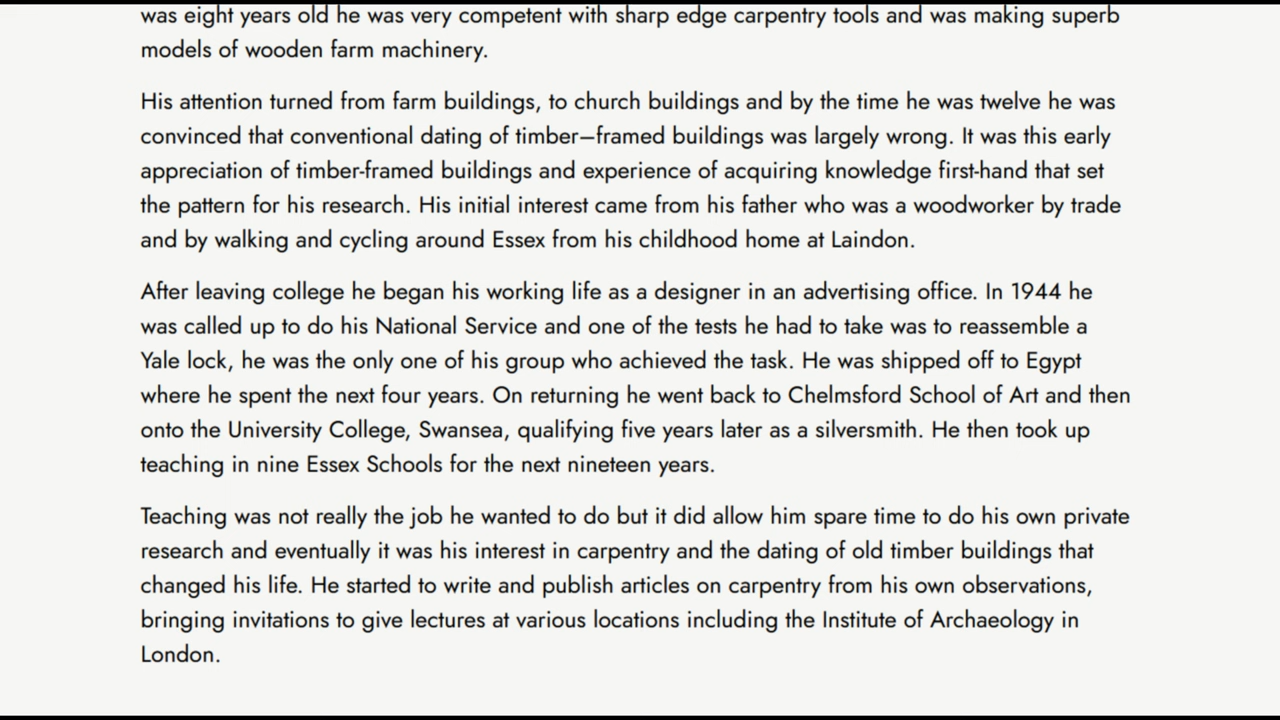 was eight years old he was very competent with sharp edge carpentry tools and was making superb
models of wooden farm machinery.
His attention turned from farm buildings, to church buildings and by the time he was twelve he was
convinced that conventional dating of timber–framed buildings was largely wrong. It was this early
appreciation of timber-framed buildings and experience of acquiring knowledge first-hand that set
the pattern for his research. His initial interest came from his father who was a woodworker by trade
and by walking and cycling around Essex from his childhood home at Laindon.
After leaving college he began his working life as a designer in an advertising office. In 1944 he
was called up to do his National Service and one of the tests he had to take was to reassemble a
Yale lock, he was the only one of his group who achieved the task. He was shipped off to Egypt
where he spent the next four years. On returning he went back to Chelmsford School of Art and then
onto the University College, Swansea, qualifying five years later as a silversmith. He then took up
teaching in nine Essex Schools for the next nineteen years.
Teaching was not really the job he wanted to do but it did allow him spare time to do his own private
research and eventually it was his interest in carpentry and the dating of old timber buildings that
changed his life. He started to write and publish articles on carpentry from his own observations,
bringing invitations to give lectures at various locations including the Institute of Archaeology in
London.